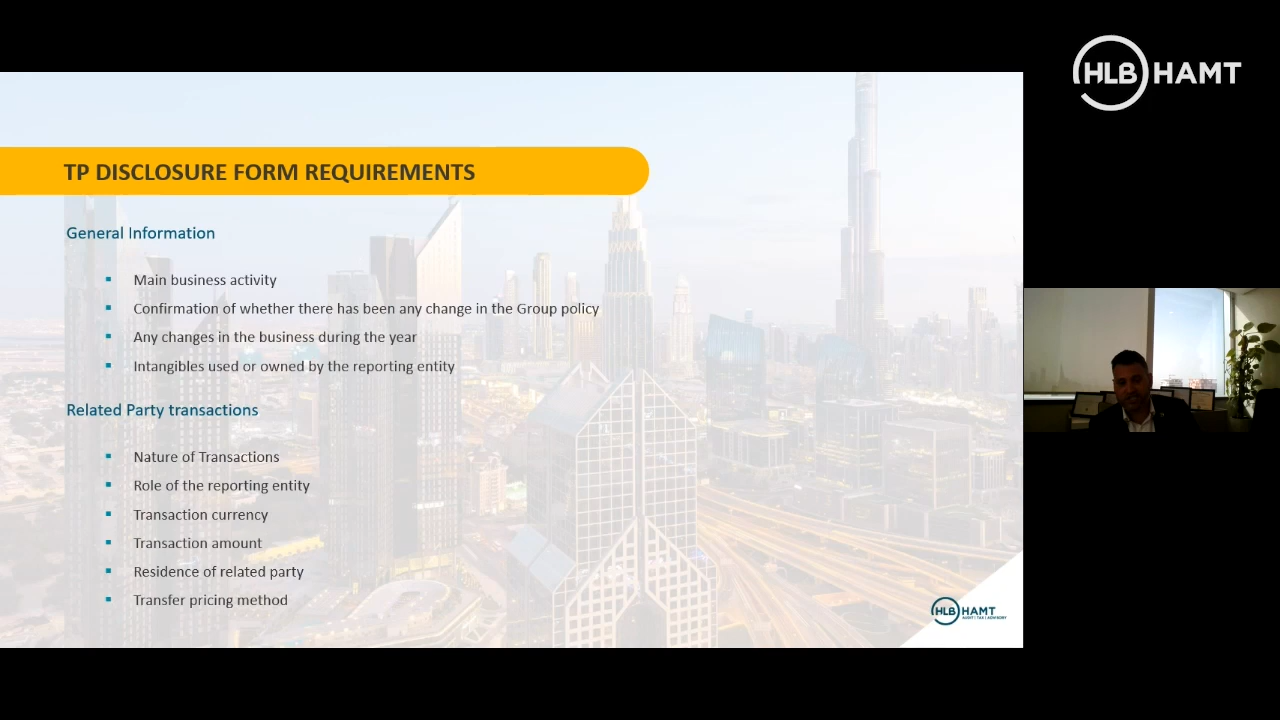 HLB HAMT
TP DISCLOSURE FORM REQUIREMENTS
General Information
Main business activity
Confirmation of whether there has been any change in the Group policy
Any changes in the business during the year
Intangibles used or owned by the reporting entity
Related Party transactions
Nature of Transactions
Role of the reporting entity
Transaction currency
Transaction amount
Residence of related party
Transfer pricing method
HLB HAMT
AUDIT | TAX | ADVISORY